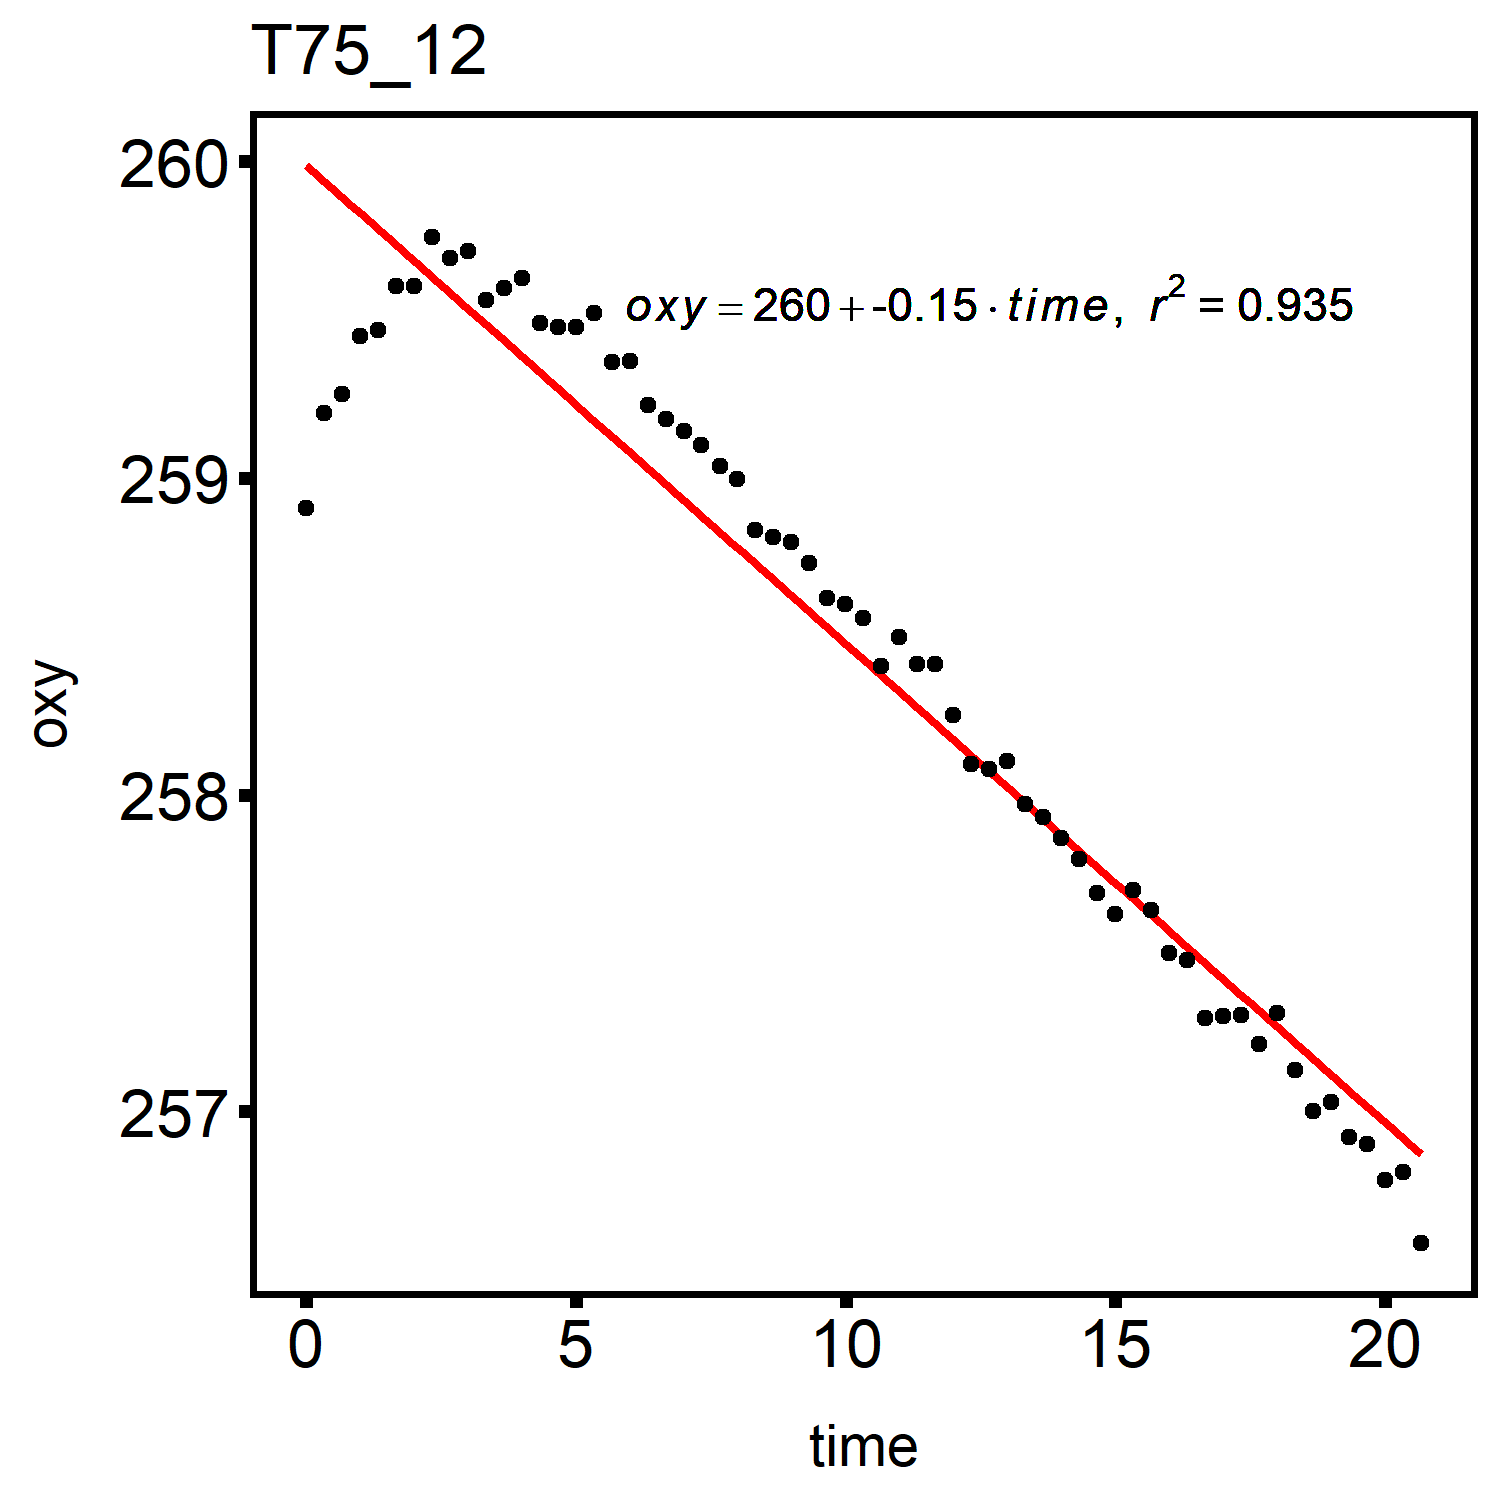 T75_12
260
oxy = 260 + -0.15 · time, r² = 0.935
259
258
257
oxy
0 5 10 15 20
time